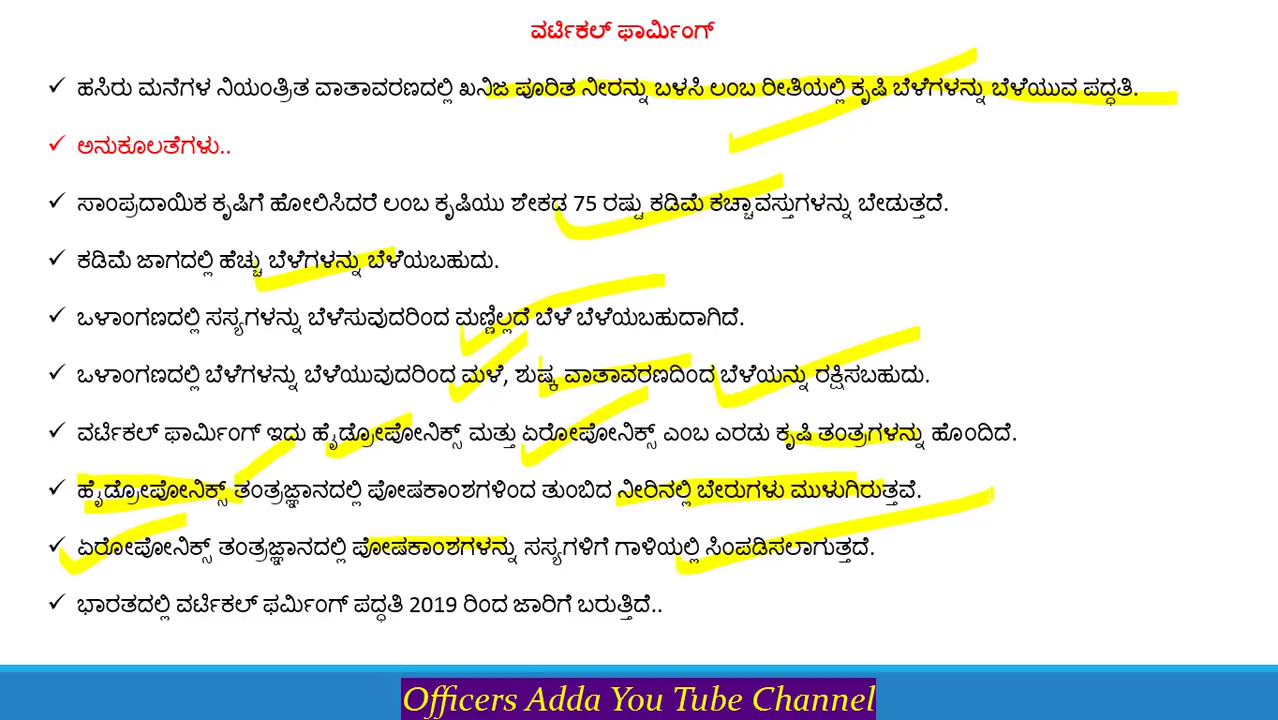 ವರ್ಟಿಕಲ್ ಫಾರ್ಮಿಂಗ್
✓ ಹಸಿರು ಮನೆಗಳ ನಿಯಂತ್ರಿತ ವಾತಾವರಣದಲ್ಲಿ ಖನಿಜ ಪೂರಿತ ನೀರನ್ನು ಬಳಸಿ ಲಂಬ ರೀತಿಯಲ್ಲಿ ಕೃಷಿ ಬೆಳೆಗಳನ್ನು ಬೆಳೆಯುವ ಪದ್ಧತಿ.
✓ ಅನುಕೂಲತೆಗಳು..
✓ ಸಾಂಪ್ರದಾಯಿಕ ಕೃಷಿಗೆ ಹೋಲಿಸಿದರೆ ಲಂಬ ಕೃಷಿಯು ಶೇಕಡ 75 ರಷ್ಟು ಕಡಿಮೆ ಕಚ್ಚಾವಸ್ತುಗಳನ್ನು ಬೇಡುತ್ತದೆ.
✓ ಕಡಿಮೆ ಜಾಗದಲ್ಲಿ ಹೆಚ್ಚು ಬೆಳೆಗಳನ್ನು ಬೆಳೆಯಬಹುದು.
✓ ಒಳಾಂಗಣದಲ್ಲಿ ಸಸ್ಯಗಳನ್ನು ಬೆಳೆಸುವುದರಿಂದ ಮಣ್ಣಿಲ್ಲದೆ ಬೆಳೆ ಬೆಳೆಯಬಹುದಾಗಿದೆ.
✓ ಒಳಾಂಗಣದಲ್ಲಿ ಬೆಳೆಗಳನ್ನು ಬೆಳೆಯುವುದರಿಂದ ಮಳೆ, ಶುಷ್ಕ ವಾತಾವರಣದಿಂದ ಬೆಳೆಯನ್ನು ರಕ್ಷಿಸಬಹುದು.
✓ ವರ್ಟಿಕಲ್ ಫಾರ್ಮಿಂಗ್ ಇದು ಹೈಡ್ರೋಪೋನಿಕ್ಸ್ ಮತ್ತು ಏರೋಪೋನಿಕ್ಸ್ ಎಂಬ ಎರಡು ಕೃಷಿ ತಂತ್ರಗಳನ್ನು ಹೊಂದಿದೆ.
✓ ಹೈಡ್ರೋಪೋನಿಕ್ಸ್ ತಂತ್ರಜ್ಞಾನದಲ್ಲಿ ಪೋಷಕಾಂಶಗಳಿಂದ ತುಂಬಿದ ನೀರಿನಲ್ಲಿ ಬೇರುಗಳು ಮುಳುಗಿರುತ್ತವೆ.
✓ ಏರೋಪೋನಿಕ್ಸ್ ತಂತ್ರಜ್ಞಾನದಲ್ಲಿ ಪೋಷಕಾಂಶಗಳನ್ನು ಸಸ್ಯಗಳಿಗೆ ಗಾಳಿಯಲ್ಲಿ ಸಿಂಪಡಿಸಲಾಗುತ್ತದೆ.
✓ ಭಾರತದಲ್ಲಿ ವರ್ಟಿಕಲ್ ಫರ್ಮಿಂಗ್ ಪದ್ಧತಿ 2019 ರಿಂದ ಜಾರಿಗೆ ಬರುತ್ತಿದೆ..
Officers Adda You Tube Channel